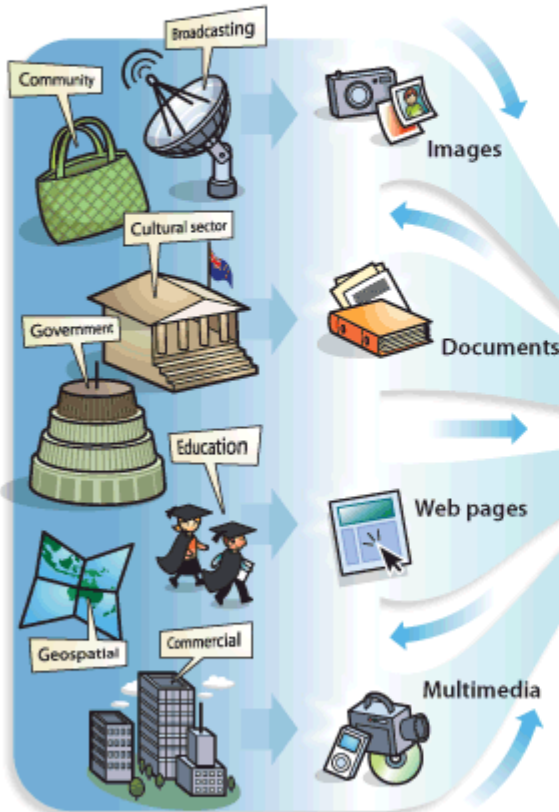 Broadcasting
Community
Images
Cultural sector
Government
Documents
Education
Web pages
Geospatial
Commercial
Multimedia